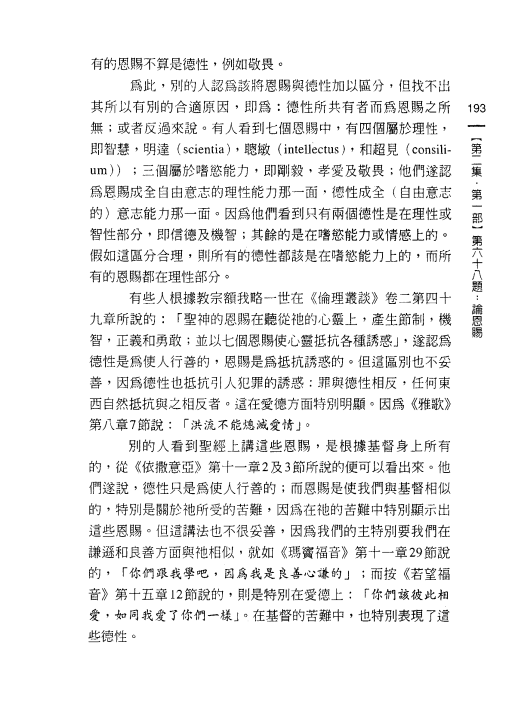 有的恩賜不算是德性，例如敬畏。
為此，別的人認為該將恩賜與德性加以區分，但找不出
其所以有別的合適原因，即為：德性所共有者而為恩賜之所
無；或者反過來說。有人看到七個恩賜中，有四個屬於理性，
即智慧，明達（scientia），聰敏（intellectus），和超見（consili-
um））；三個屬於嗜慾能力，即剛毅，孝愛及敬畏；他們遂認
為恩賜成全自由意志的理性能力那一面，德性成全（自由意志
的）意志能力那一面。因為他們看到只有兩個德性是在理性或
智性部分，即信德及機智；其餘的是在嗜慾能力或情感上的。
假如這區分合理，則所有的德性都該是在嗜慾能力上的，而所
有的恩賜都在理性部分。
有些人根據教宗額我略一世在《倫理叢談》卷二第四十
九章所說的：「聖神的恩賜在聽從祂的心靈上，產生節制，機
智，正義和勇敢；並以七個恩賜使心靈抵抗各種誘惑」，遂認為
德性是為使人行善的，恩賜是為抵抗誘惑的。但這區別也不妥
善，因為德性也抵抗引人犯罪的誘惑：罪與德性相反，任何東
西自然抵抗與之相反者。這在愛德方面特別明顯。因為《雅歌》
第八章7節說：「洪流不能熄滅愛情」。
別的人看到聖經上講這些恩賜，是根據基督身上所有
的，從《依撒意亞》第十一章2及3節所說的便可以看出來。他
們遂說，德性只是為使人行善的；而恩賜是使我們與基督相似
的，特別是關於祂所受的苦難，因為在祂的苦難中特別顯示出
這些恩賜。但這講法也不很妥善，因為我們的主特別要我們在
謙遜和良善方面與祂相似，就如《瑪竇福音》第十一章29節說
的，「你們跟我學吧，因為我是良善心謙的」；而按《若望福
音》第十五章12節說的，則是特別在愛德上：「你們該彼此相
愛，如同我愛了你們一樣」。在基督的苦難中，也特別表現了這
些德性。
193
【第二集．第一部】第六十八題：論恩賜